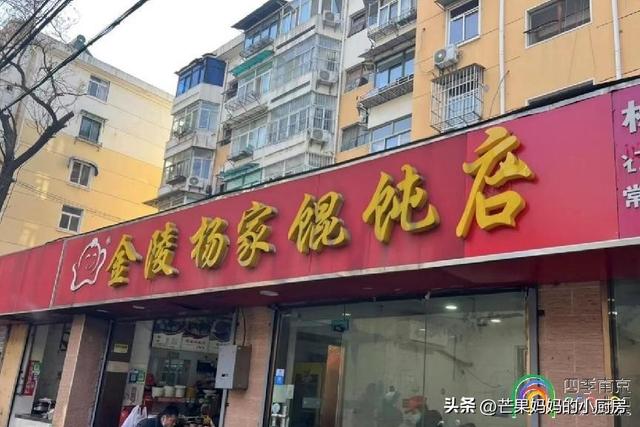 金陵杨家馄饨店
四季南京
头条 @芒果妈妈的小厨房